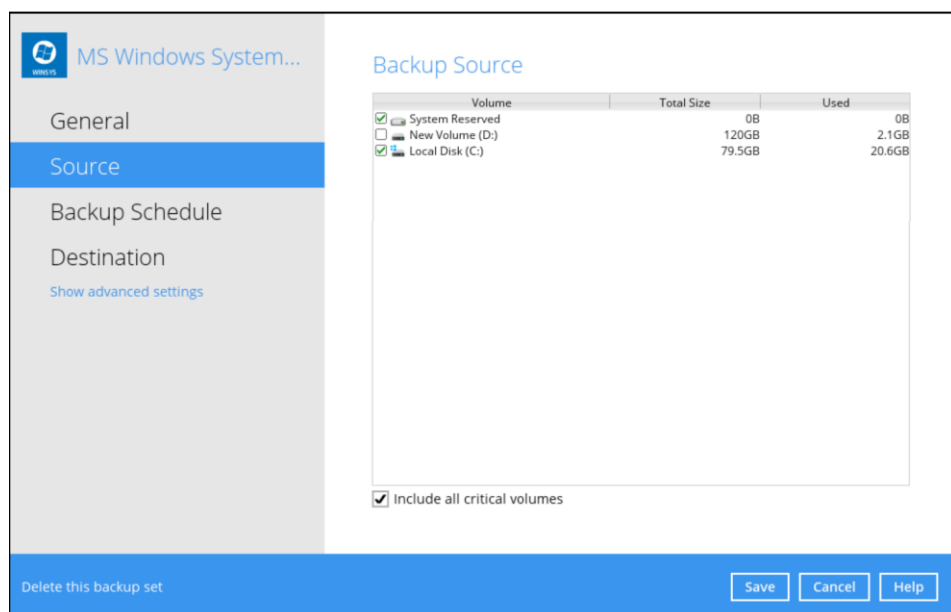 WINSYS
MS Windows System...
General
Source
Backup Schedule
Destination
Show advanced settings
Backup Source
Volume Total Size Used
System Reserved 0B 0B
New Volume (D:) 120GB 2.1GB
Local Disk (C:) 79.5GB 20.6GB
Include all critical volumes
Delete this backup set Save Cancel Help